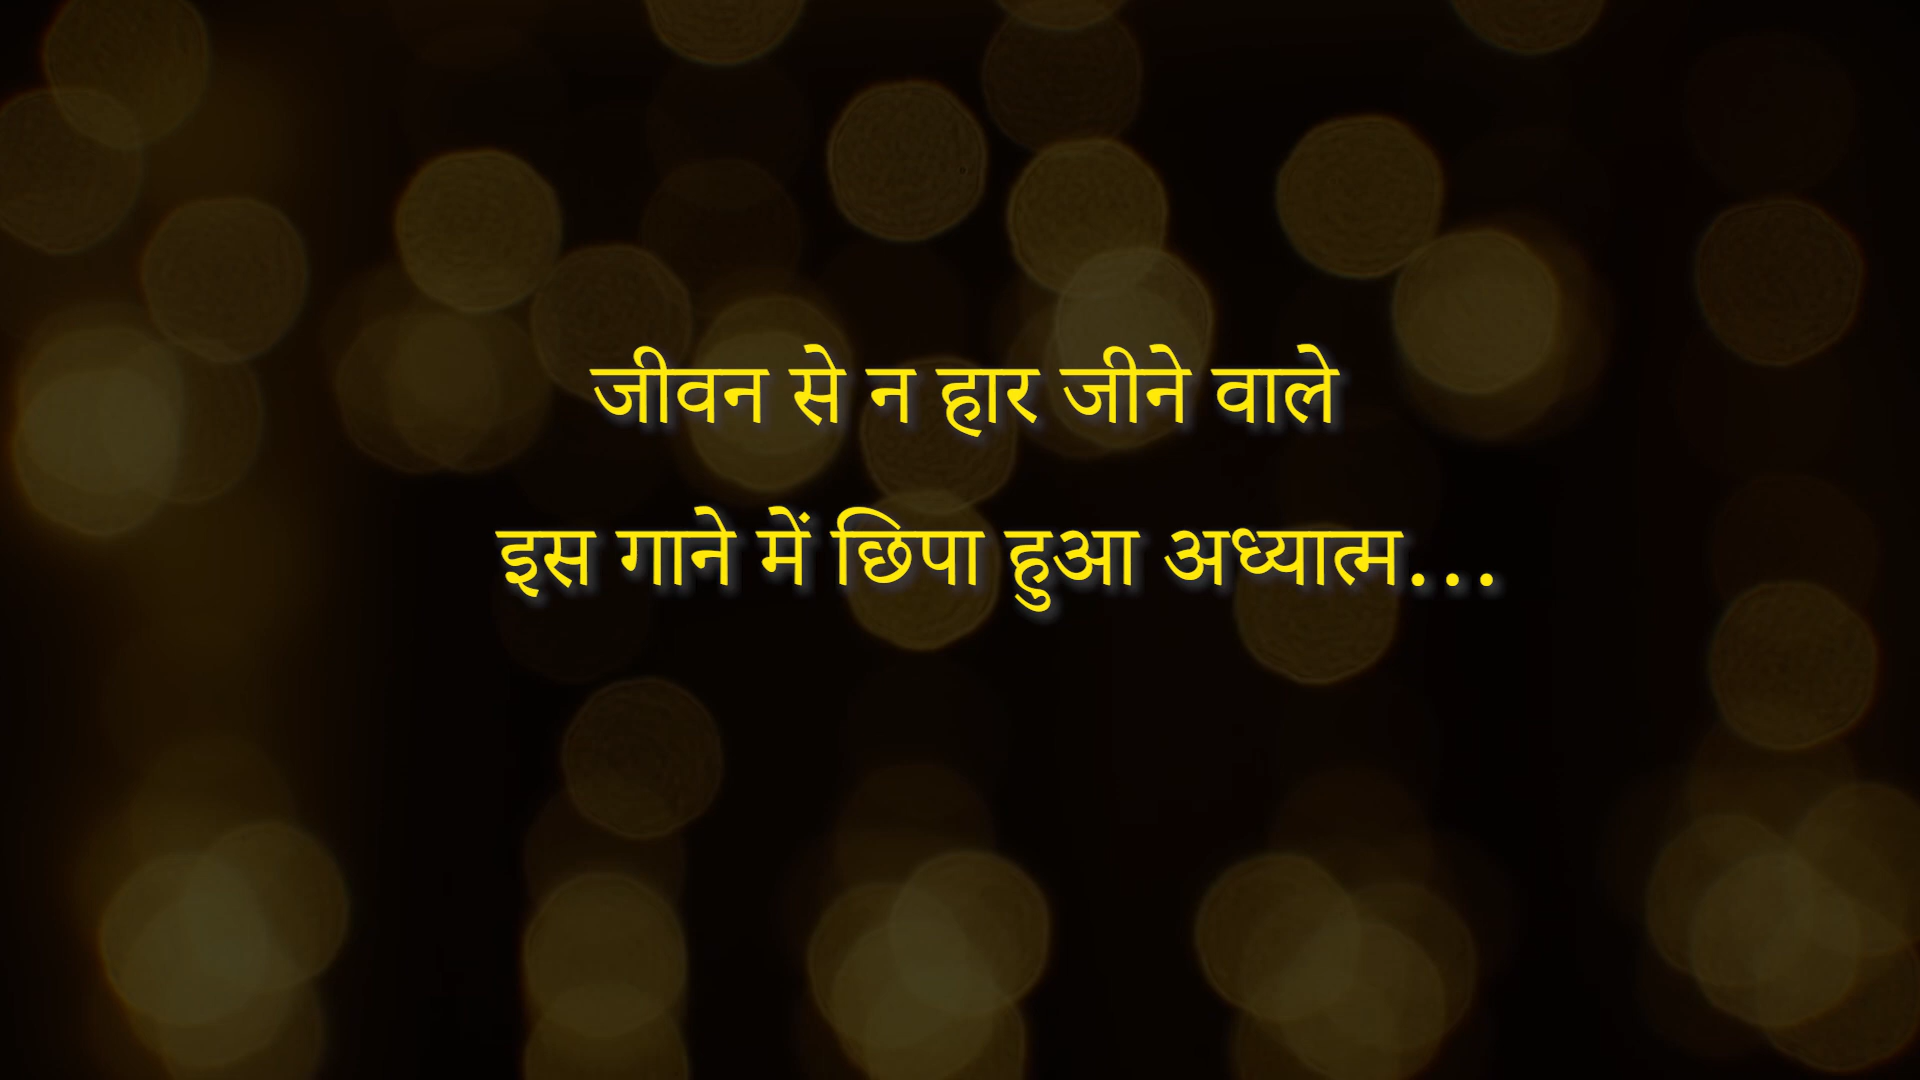 जीवन से न हार जीने वाले
इस गाने में छिपा हुआ अध्यात्म...